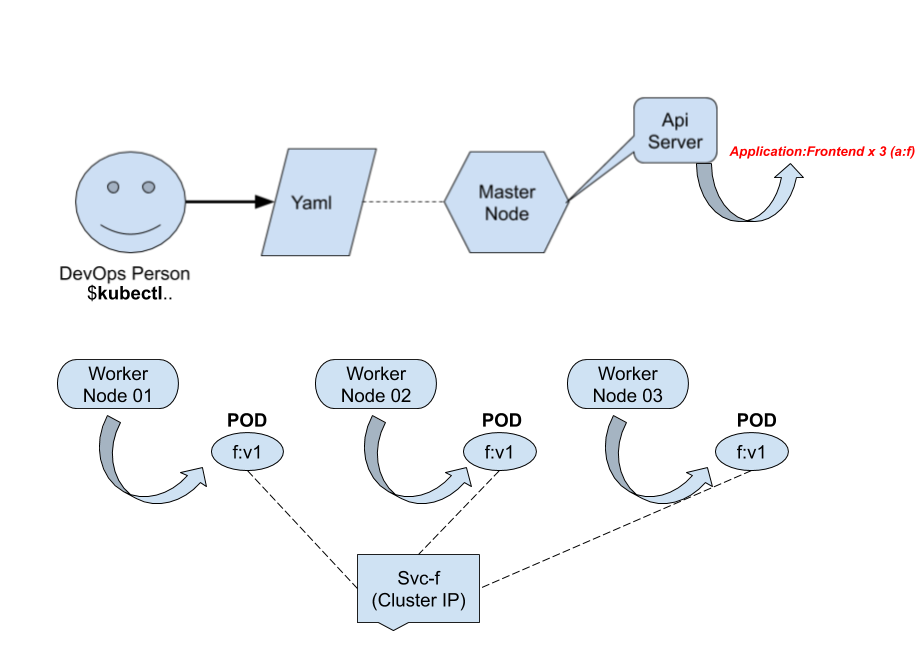 Api
Server
Application:Frontend x 3 (a:f)
Yaml
Master
Node
DevOps Person
$kubectl..
Worker
Node 01
Worker
Node 02
Worker
Node 03
POD
f:v1
POD
f:v1
POD
f:v1
Svc-f
(Cluster IP)